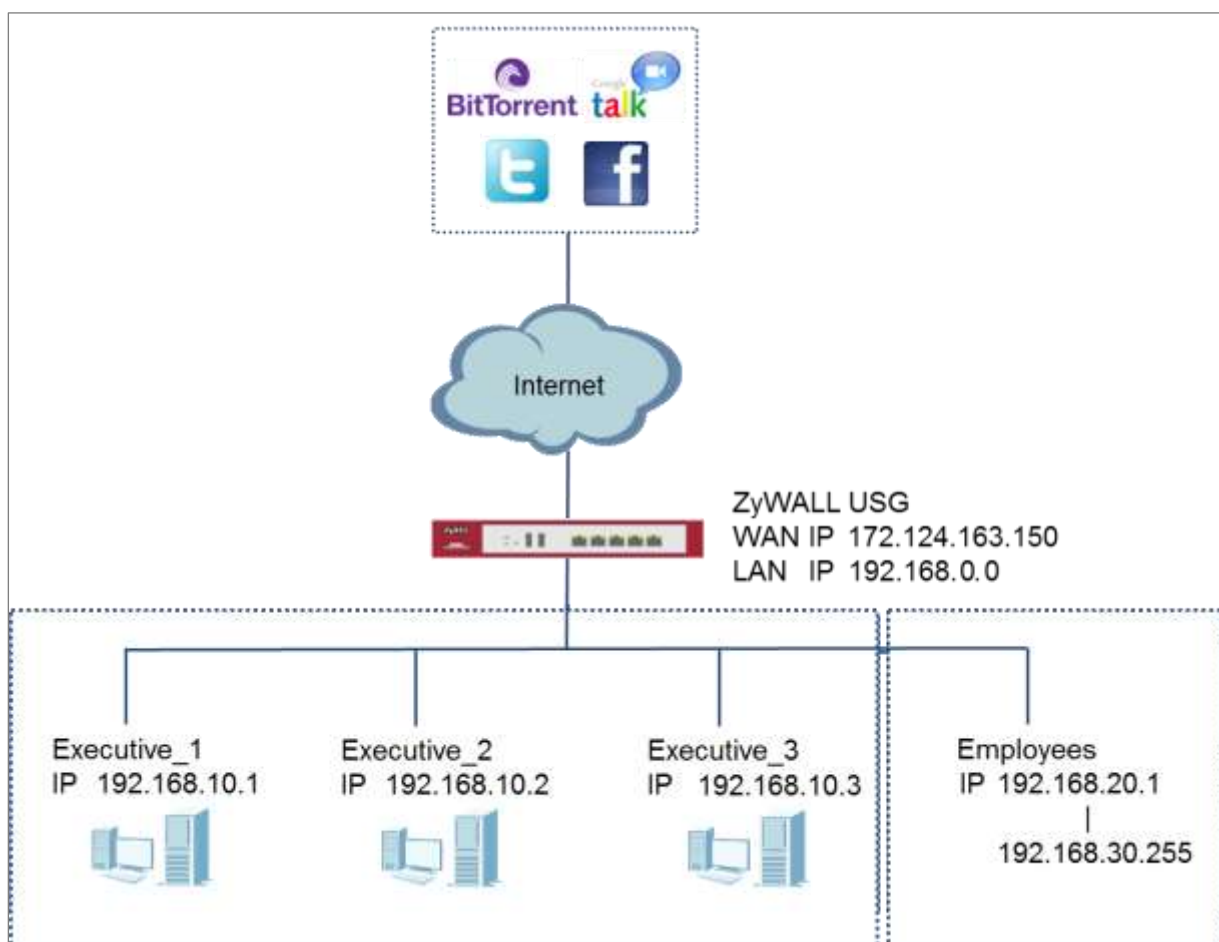 BitTorrent
Google
talk
t
f
Internet
ZyXEL
ZyWALL USG
WAN IP 172.124.163.150
LAN IP 192.168.0.0
Executive_1
IP 192.168.10.1
Executive_2
IP 192.168.10.2
Executive_3
IP 192.168.10.3
Employees
IP 192.168.20.1
|
192.168.30.255